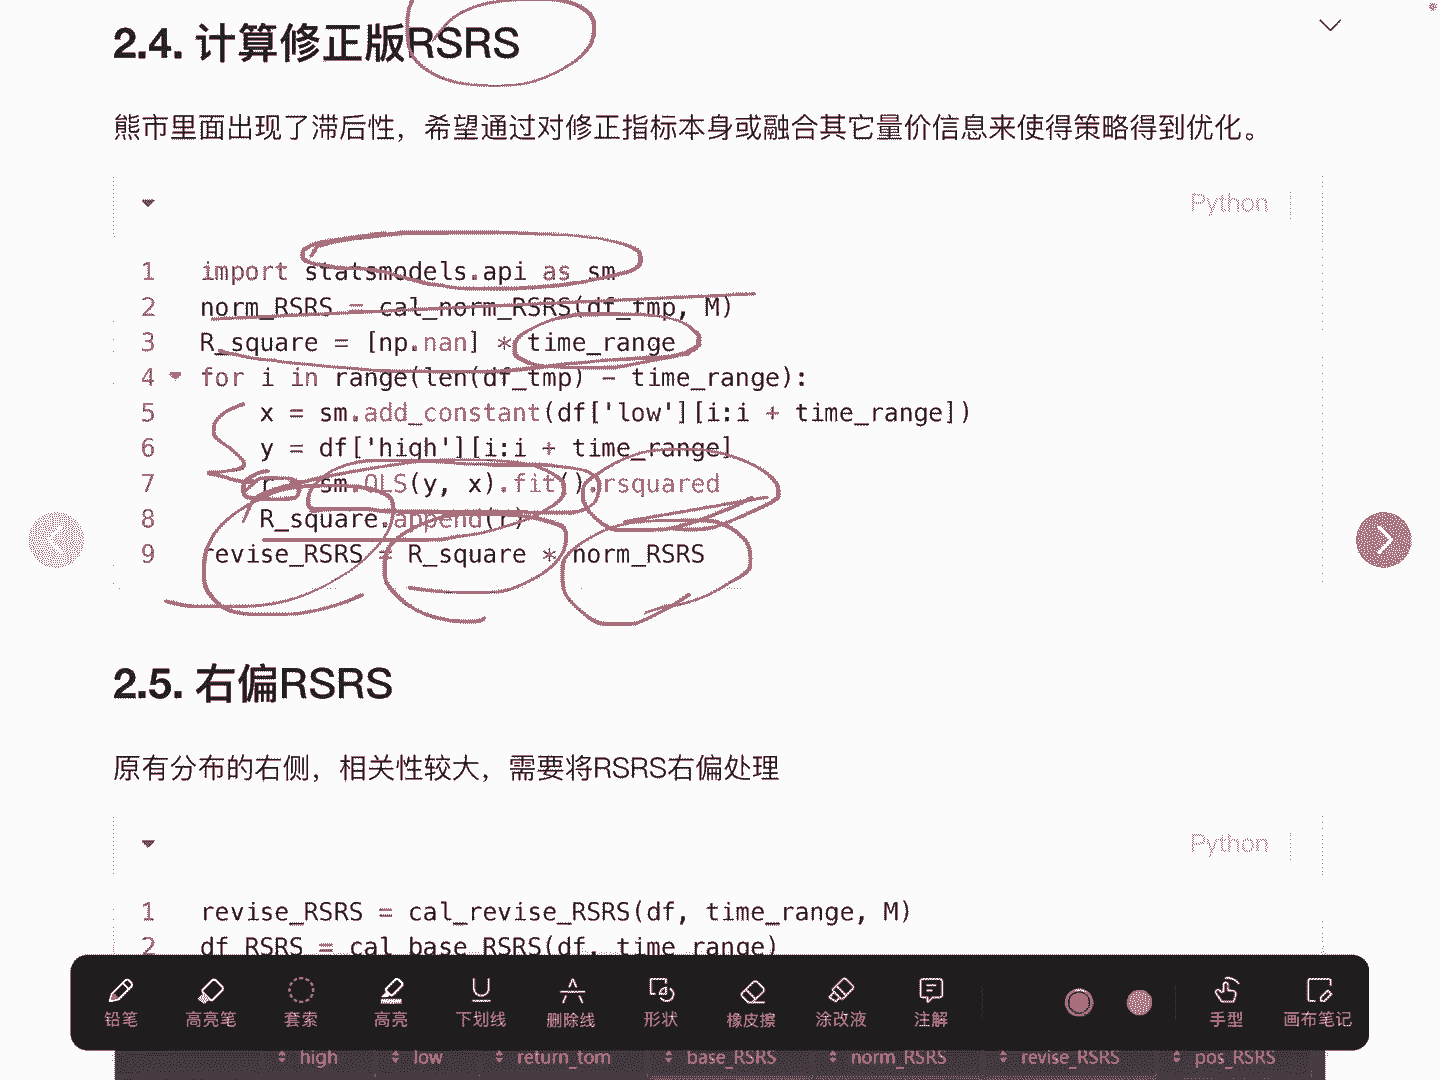 2.4. 计算修正版RSRS
熊市里面出现了滞后性，希望通过对修正指标本身或融合其它量价信息来使得策略得到优化。
Python
1 import statsmodels.api as sm
2 norm_RSRS = cal_norm_RSRS(df_tmp, M)
3 R_square = [np.nan] * time_range
4 for i in range(len(df_tmp) - time_range):
5 x = sm.add_constant(df['low'][i:i + time_range])
6 y = df['high'][i:i + time_range]
7 r = sm.OLS(y, x).fit().rsquared
8 R_square.append(r)
9 revise_RSRS = R_square * norm_RSRS
2.5. 右偏RSRS
原有分布的右侧，相关性较大，需要将RSRS右偏处理
Python
1 revise_RSRS = cal_revise_RSRS(df, time_range, M)
2 df_RSRS = cal_base_RSRS(df, time_range)
铅笔 高亮笔 套索 高亮 下划线 删除线 形状 橡皮擦 涂改液 注解 手型 画布笔记
high low return_tom base_RSRS norm_RSRS revise_RSRS pos_RSRS